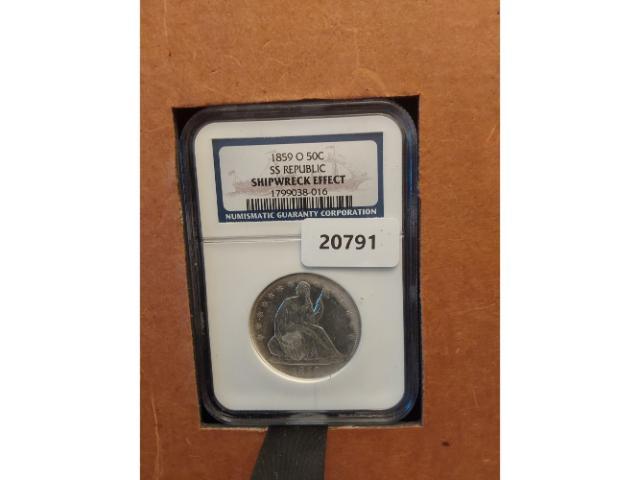 1859 O 50C
SS REPUBLIC
SHIPWRECK EFFECT
1799038-016
NUMISMATIC GUARANTY CORPORATION
20791